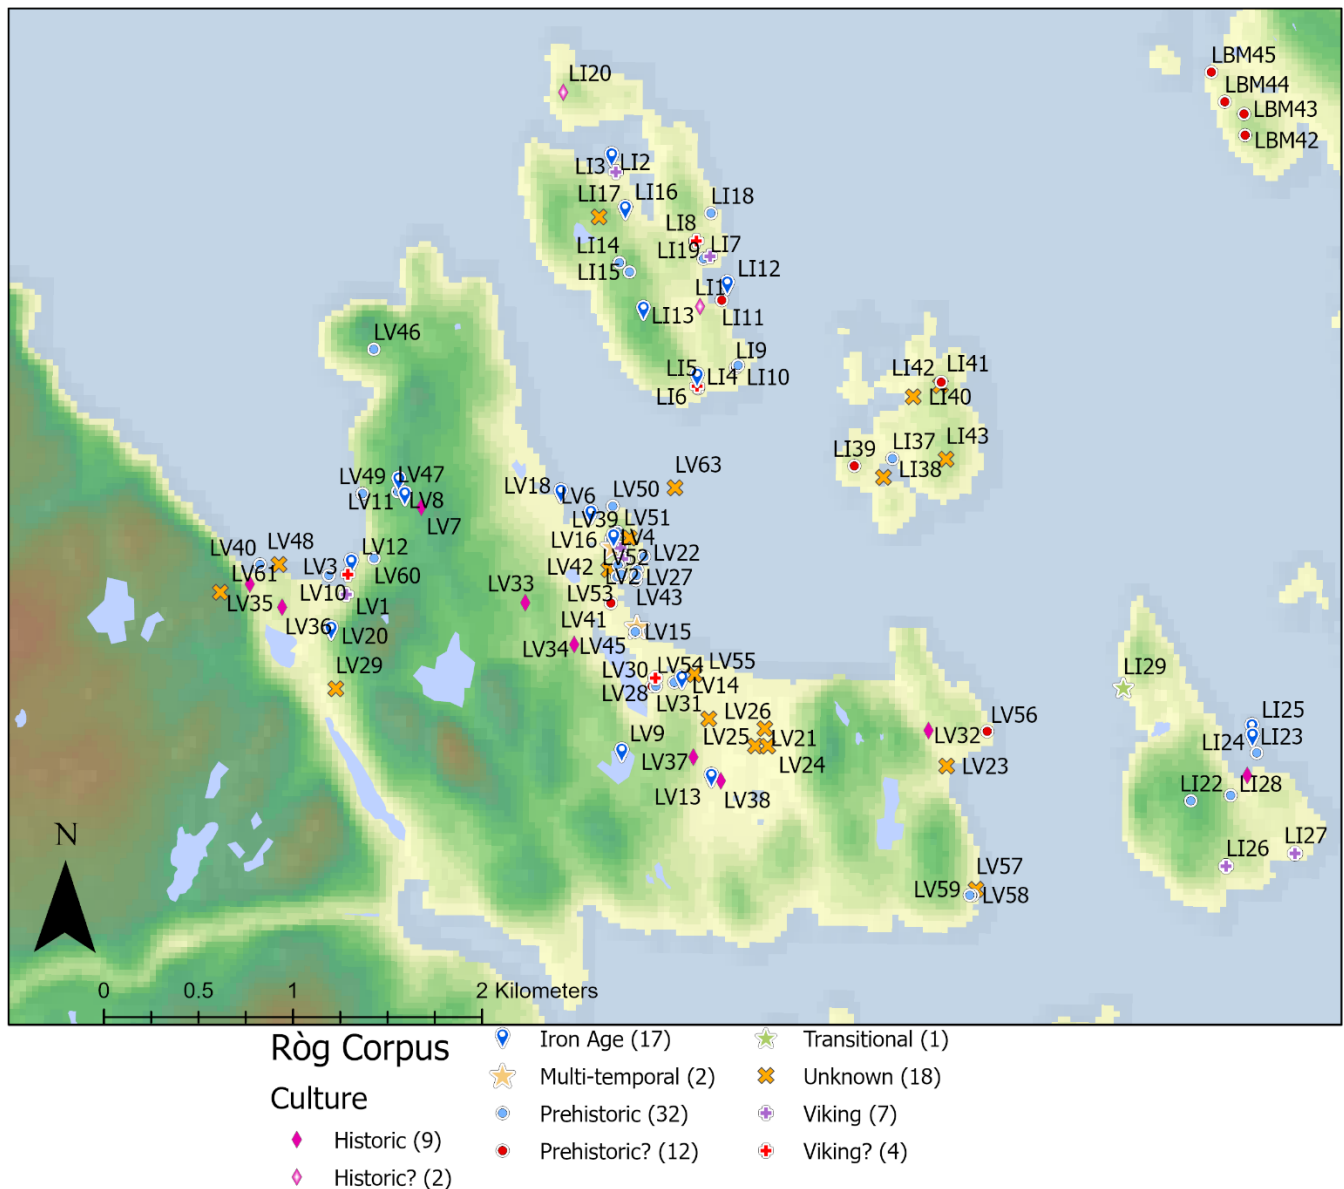 LI20
LBM45
LBM44
LBM43
LBM42
LI3 LI2
LI17 LI16
LI18
LI8
LI14 LI19 LI7
LI15
LI12
LI1
LI13 LI11
LV46
LI9
LI5 LI4 LI10
LI6
LI42 LI41
LI40
LI39 LI37 LI43
LI38
LV49 LV47
LV11 LV8
LV7
LV18 LV6 LV50
LV63
LV39 LV51
LV16 LV4
LV40 LV48
LV61 LV3 LV12
LV10 LV60
LV35 LV1
LV36 LV20
LV29
LV52 LV22
LV42 LV2 LV27
LV33 LV53 LV43
LV41
LV34 LV45 LV15
LV30 LV54 LV55
LV28 LV31 LV14
LV26
LV9 LV25 LV21
LV37 LV24
LV13 LV38
LV56
LV32
LV23
LV57
LV59 LV58
LI29
LI25
LI24 LI23
LI22 LI28
LI26 LI27
N
0 0.5 1 2 Kilometers
Ròg Corpus
Culture
Historic (9)
Historic? (2)
Iron Age (17)
Multi-temporal (2)
Prehistoric (32)
Prehistoric? (12)
Transitional (1)
Unknown (18)
Viking (7)
Viking? (4)